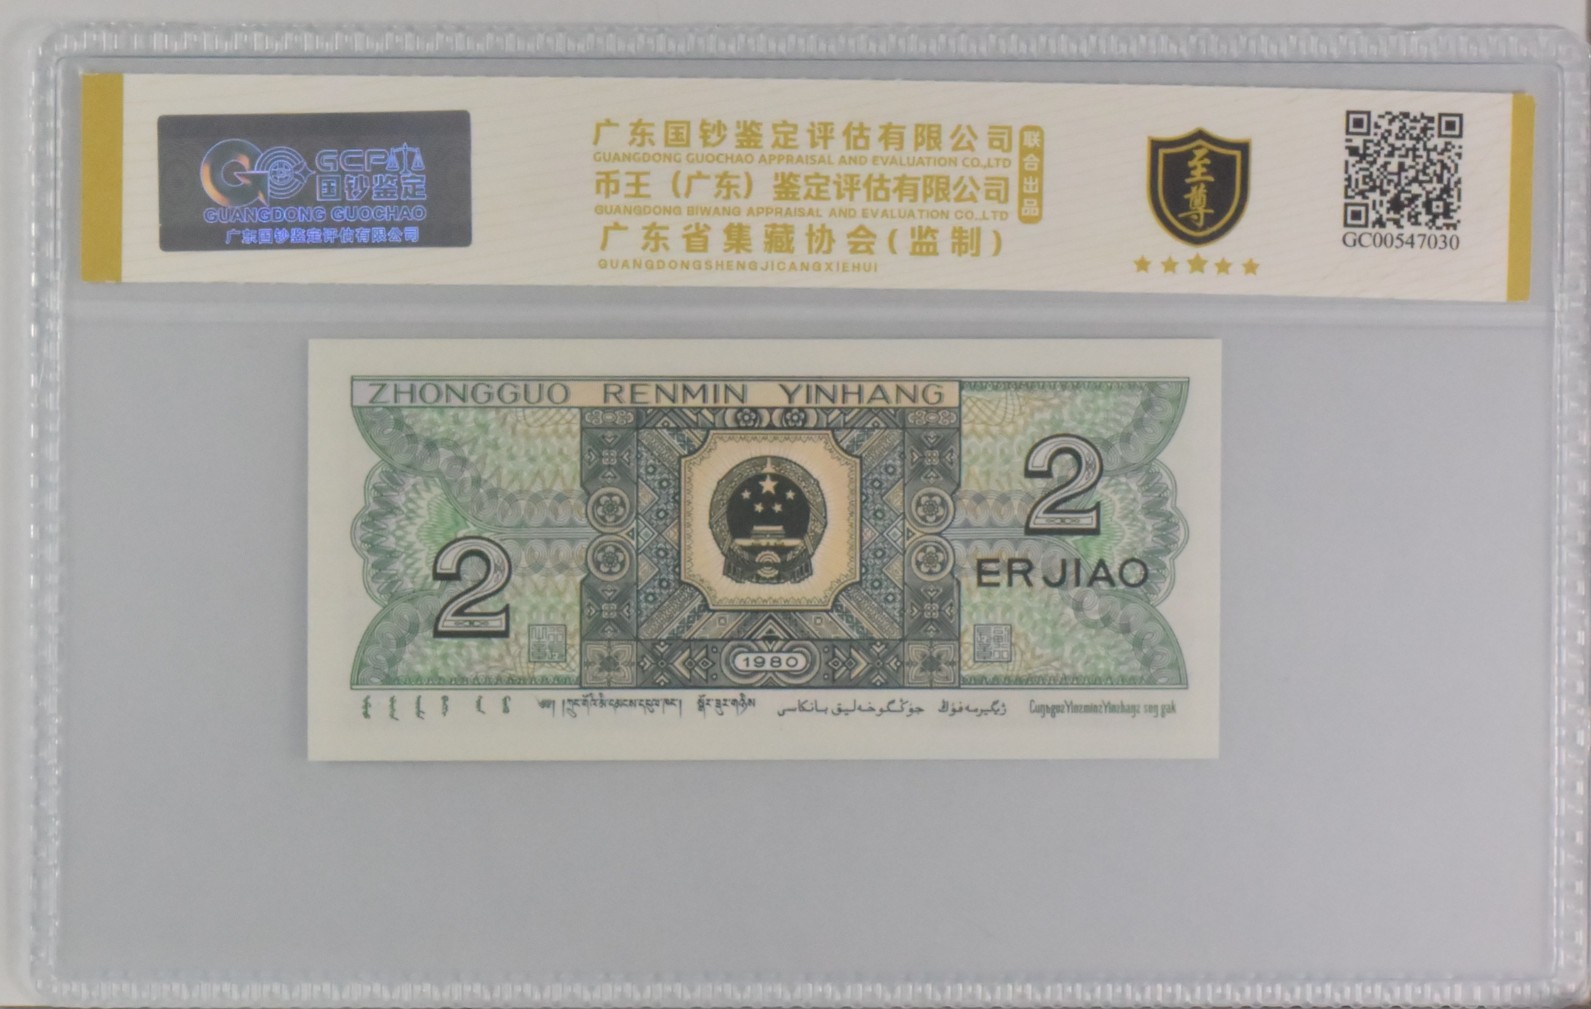 GCF
国钞鉴定
GUANGDONG GUOCHAO
广东国钞鉴定评估有限公司
广东国钞鉴定评估有限公司
GUANGDONG GUOCHAO APPRAISAL AND EVALUATION CO.,LTD
币王（广东）鉴定评估有限公司
GUANGDONG BIWANG APPRAISAL AND EVALUATION CO.,LTD
联合出品
广东省集藏协会(监制)
GUANGDONGSHENGJICANGXIEHUI
至尊
GC00547030
ZHONGGUO RENMIN YINHANG
2
ERJIAO
2
1980